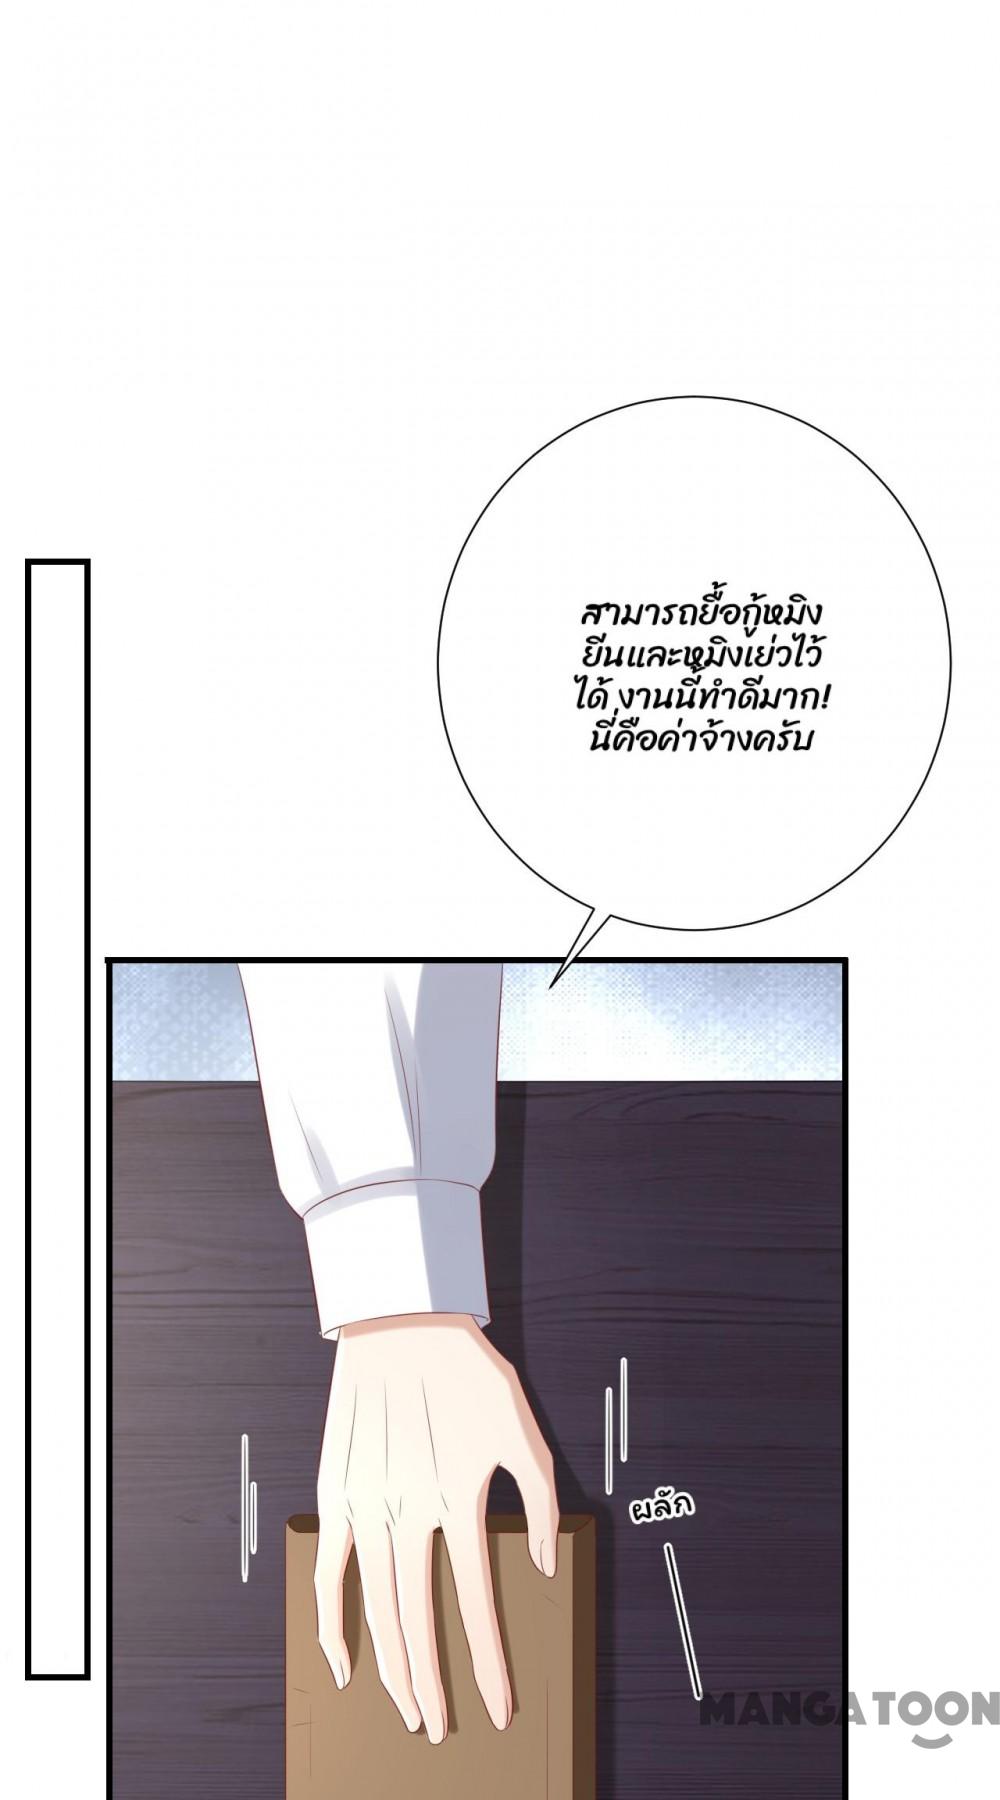 สามารถยื้อกู้หมิง
ยีนและหมิงเย่วไว้
ได้ งานนี้ทำดีมาก!
นี่คือค่าจ้างครับ
ผลัก
MANGATOON